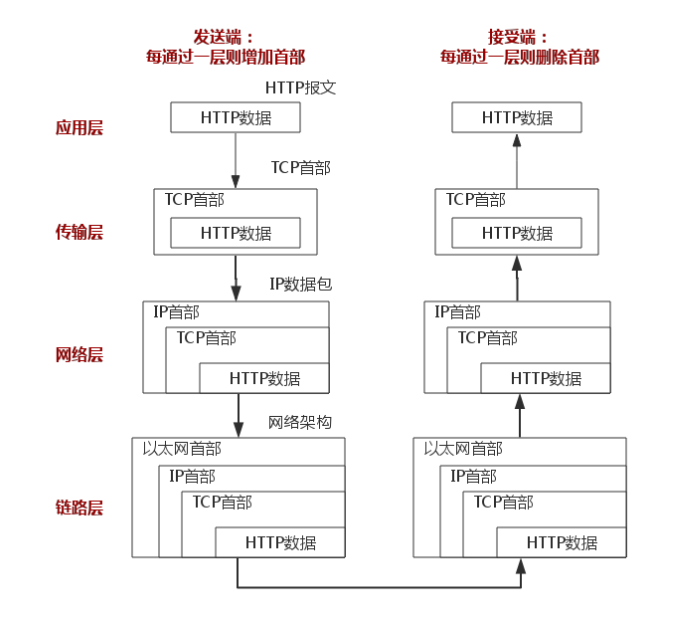 发送端：
每通过一层则增加首部
接受端：
每通过一层则删除首部
HTTP报文
应用层
HTTP数据
HTTP数据
TCP首部
TCP首部
TCP首部
传输层
HTTP数据
HTTP数据
IP数据包
IP首部
IP首部
TCP首部
TCP首部
网络层
HTTP数据
HTTP数据
网络架构
以太网首部
以太网首部
IP首部
IP首部
TCP首部
TCP首部
链路层
HTTP数据
HTTP数据